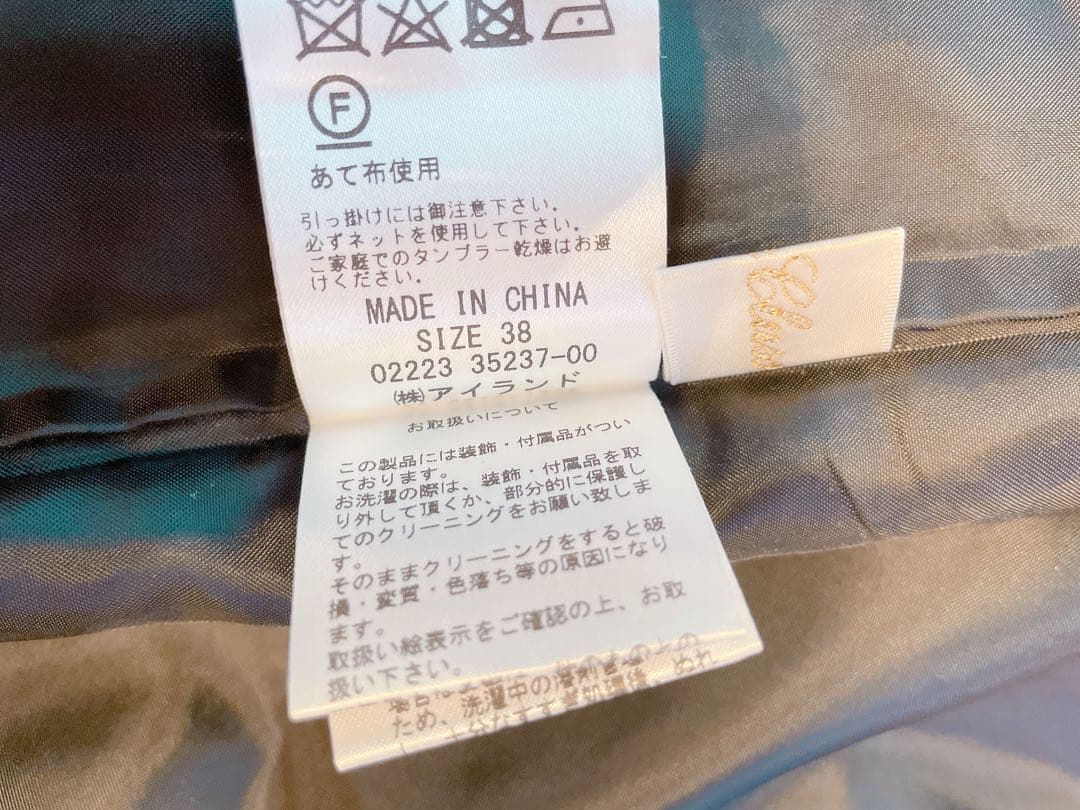 F
あて布使用
引っ掛けには御注意下さい。
必ずネットを使用して下さい。
ご家庭でのタンブラー乾燥はお避
けください。
MADE IN CHINA
SIZE 38
02223 35237-00
㈱アイランド
お取扱いについて
この製品には装飾・付属品がつい
ております。
お洗濯の際は、装飾・付属品を取
り外して頂くか、部分的に保護し
てのクリーニングをお願い致しま
す。
そのままクリーニングをすると破
損・変質・色落ち等の原因になり
ます。
取扱い絵表示をご確認の上、お取
扱い下さい。
ため、洗濯中の